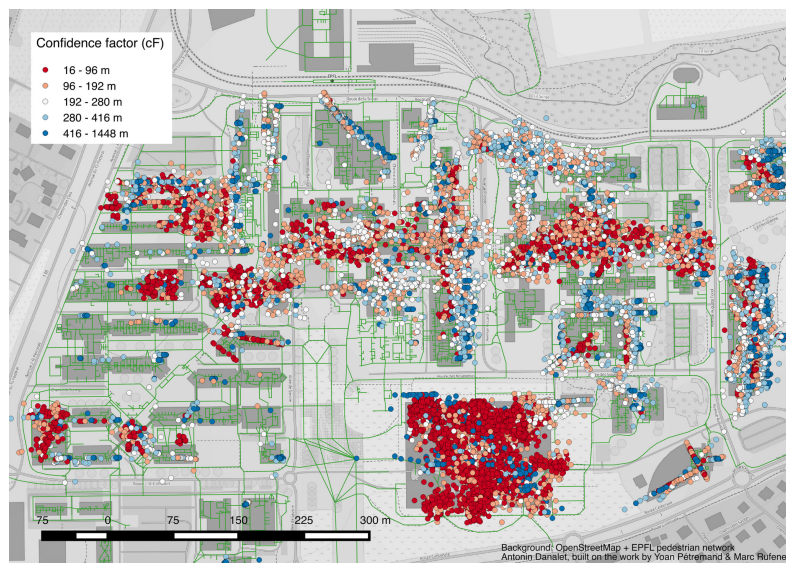 Confidence factor (cF)
16 - 96 m
96 - 192 m
192 - 280 m
280 - 416 m
416 - 1448 m
75 0 75 150 225 300 m
Background: OpenStreetMap + EPFL pedestrian network
Antonin Danalet, built on the work by Yoan Pétremand & Marc Rufene